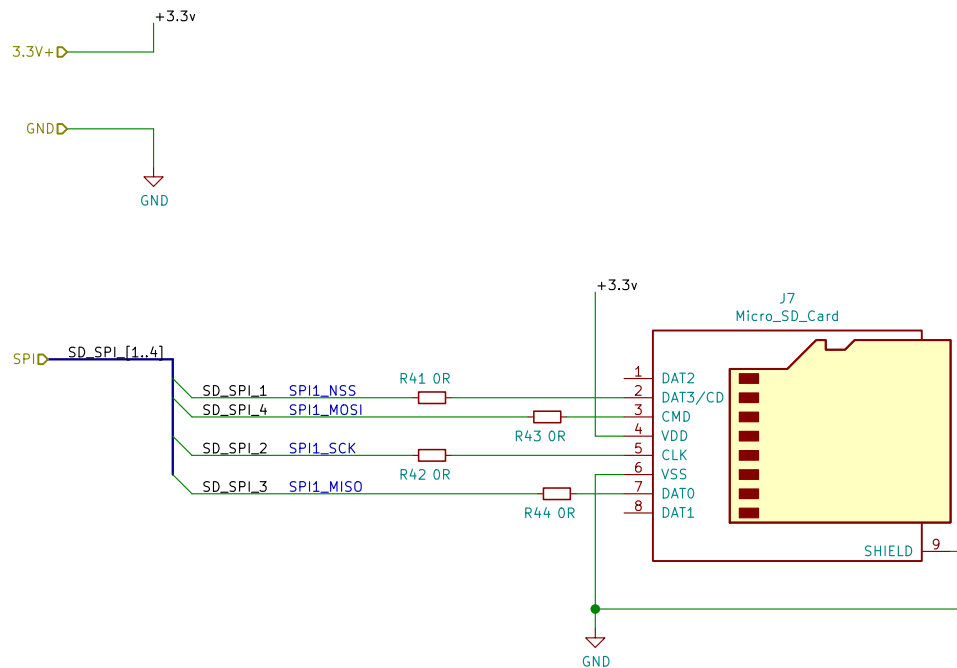 +3.3v
3.3V+
GND
GND
+3.3v
J7
Micro_SD_Card
SPI
SD_SPI_[1..4]
R41 0R
1 DAT2
SD_SPI_1 SPI1_NSS
2 DAT3/CD
SD_SPI_4 SPI1_MOSI
3 CMD
R43 0R
4 VDD
SD_SPI_2 SPI1_SCK
5 CLK
R42 0R
6 VSS
SD_SPI_3 SPI1_MISO
7 DAT0
R44 0R
8 DAT1
SHIELD 9
GND